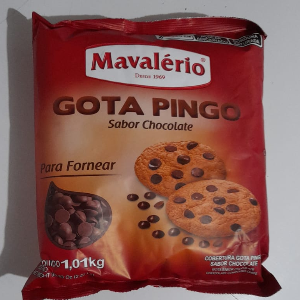 Mavalério®
Desde 1969
GOTA PINGO
Sabor Chocolate
Para Fornear
1,01kg
COBERTURA GOTA PINGO
SABOR CHOCOLATE